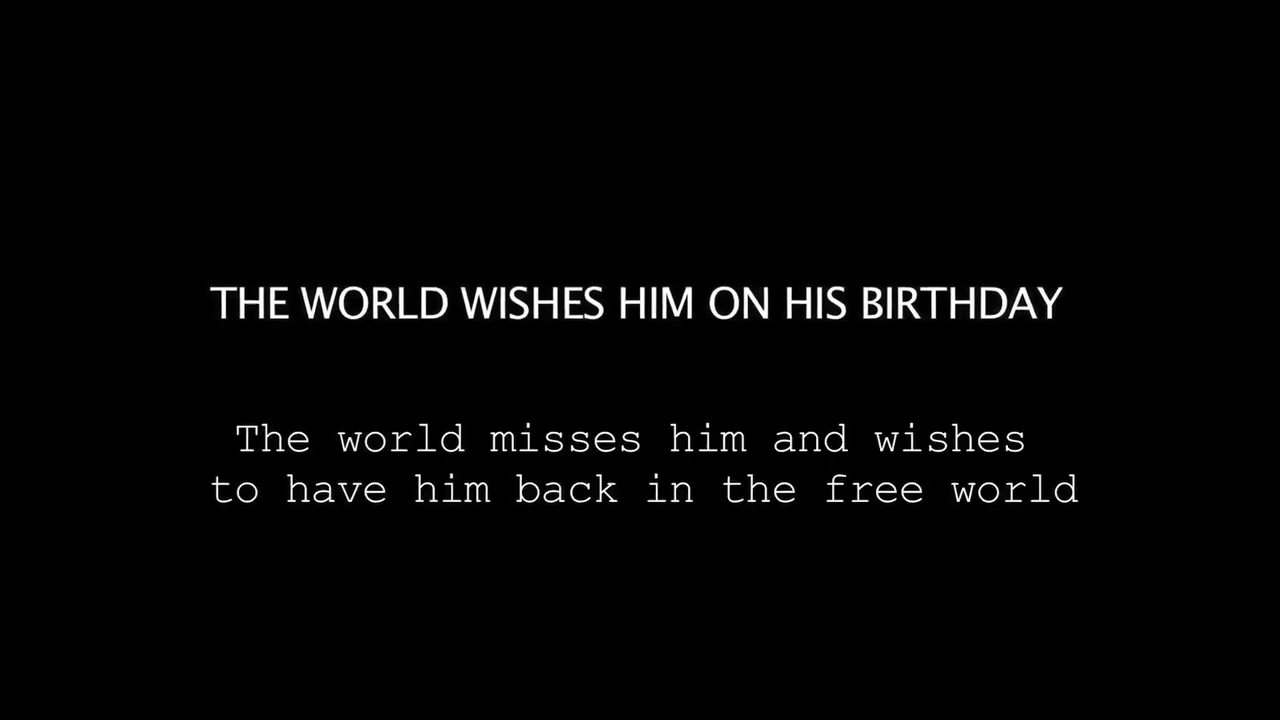 THE WORLD WISHES HIM ON HIS BIRTHDAY
The world misses him and wishes
to have him back in the free world